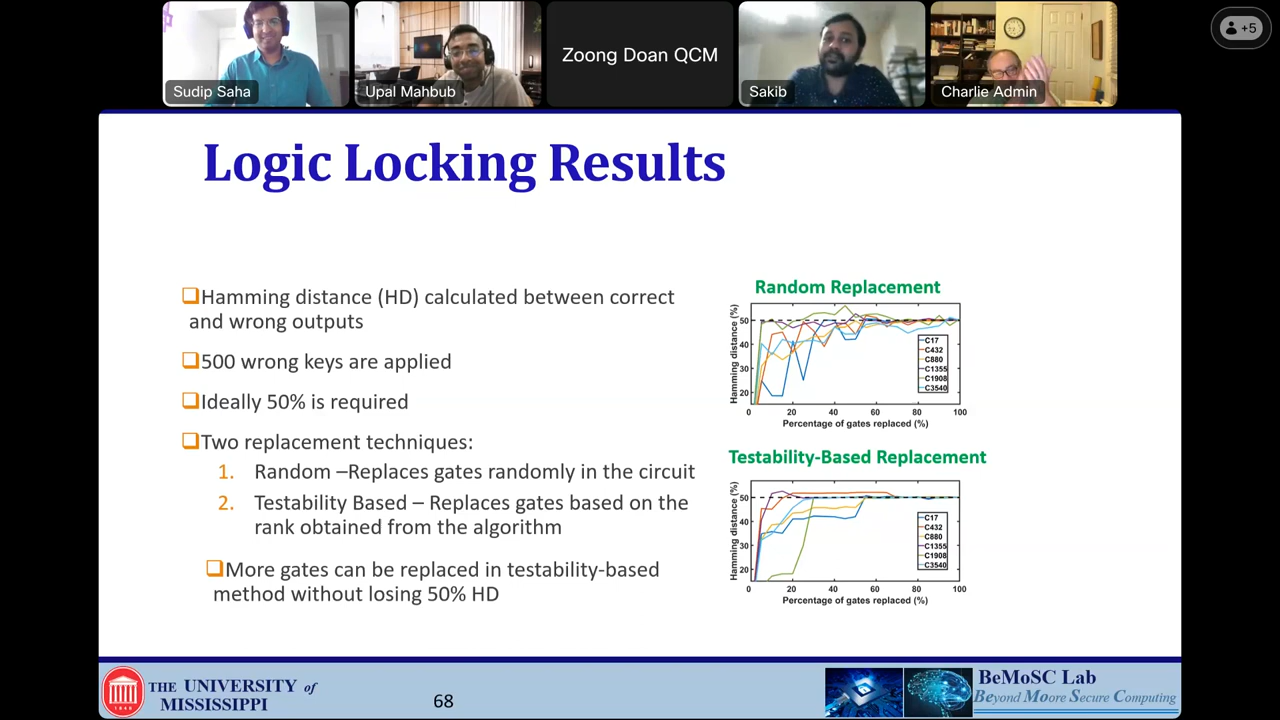 Sudip Saha
Upal Mahbub
Zoong Doan QCM
Sakib
Charlie Admin
+5
Logic Locking Results
Hamming distance (HD) calculated between correct
and wrong outputs
500 wrong keys are applied
Ideally 50% is required
Two replacement techniques:
1. Random –Replaces gates randomly in the circuit
2. Testability Based – Replaces gates based on the
rank obtained from the algorithm
More gates can be replaced in testability-based
method without losing 50% HD
Random Replacement
Hamming distance (%)
50
40
30
20
C17
C432
C880
C1355
C1908
C3540
0 20 40 60 80 100
Percentage of gates replaced (%)
Testability-Based Replacement
Hamming distance (%)
50
40
30
20
C17
C432
C880
C1355
C1908
C3540
0 20 40 60 80 100
Percentage of gates replaced (%)
THE UNIVERSITY of
MISSISSIPPI
1848
68
BeMoSC Lab
Beyond Moore Secure Computing